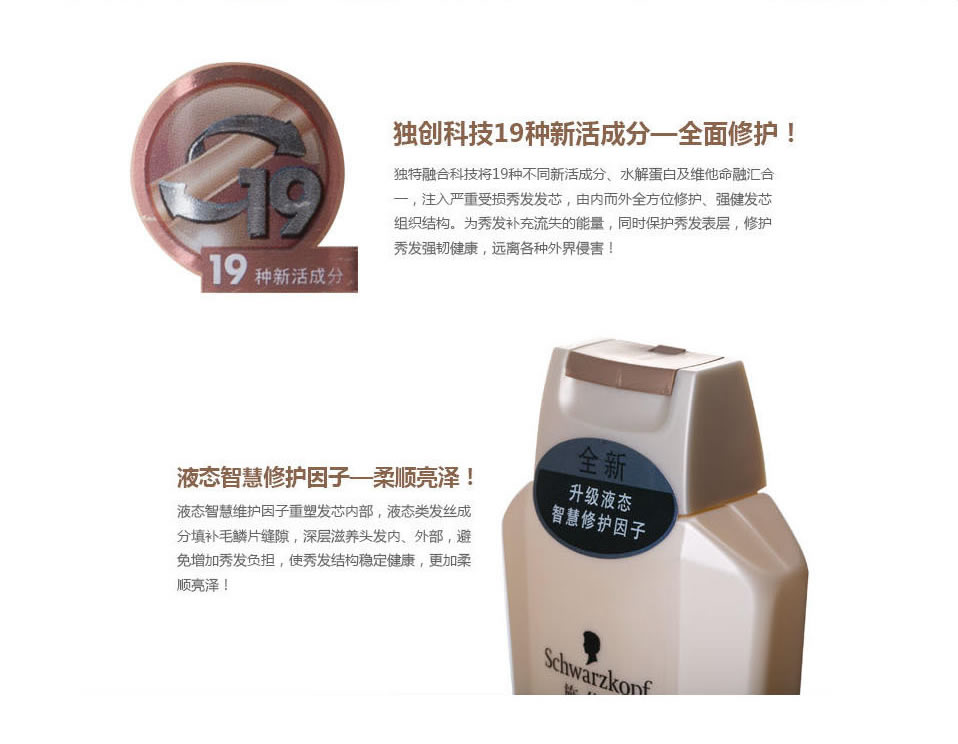 独创科技19种新活成分—全面修护！
独特融合科技将19种不同新活成分、水解蛋白及维他命融汇合
一，注入严重受损秀发发芯，由内而外全方位修护、强健发芯
组织结构。为秀发补充流失的能量，同时保护秀发表层，修护
秀发强韧健康，远离各种外界侵害！
19
19 种新活成分
液态智慧修护因子—柔顺亮泽！
液态智慧维护因子重塑发芯内部，液态类发丝成
分填补毛鳞片缝隙，深层滋养头发内、外部，避
免增加秀发负担，使秀发结构稳定健康，更加柔
顺亮泽！
全新
升级液态
智慧修护因子
Schwarzkopf